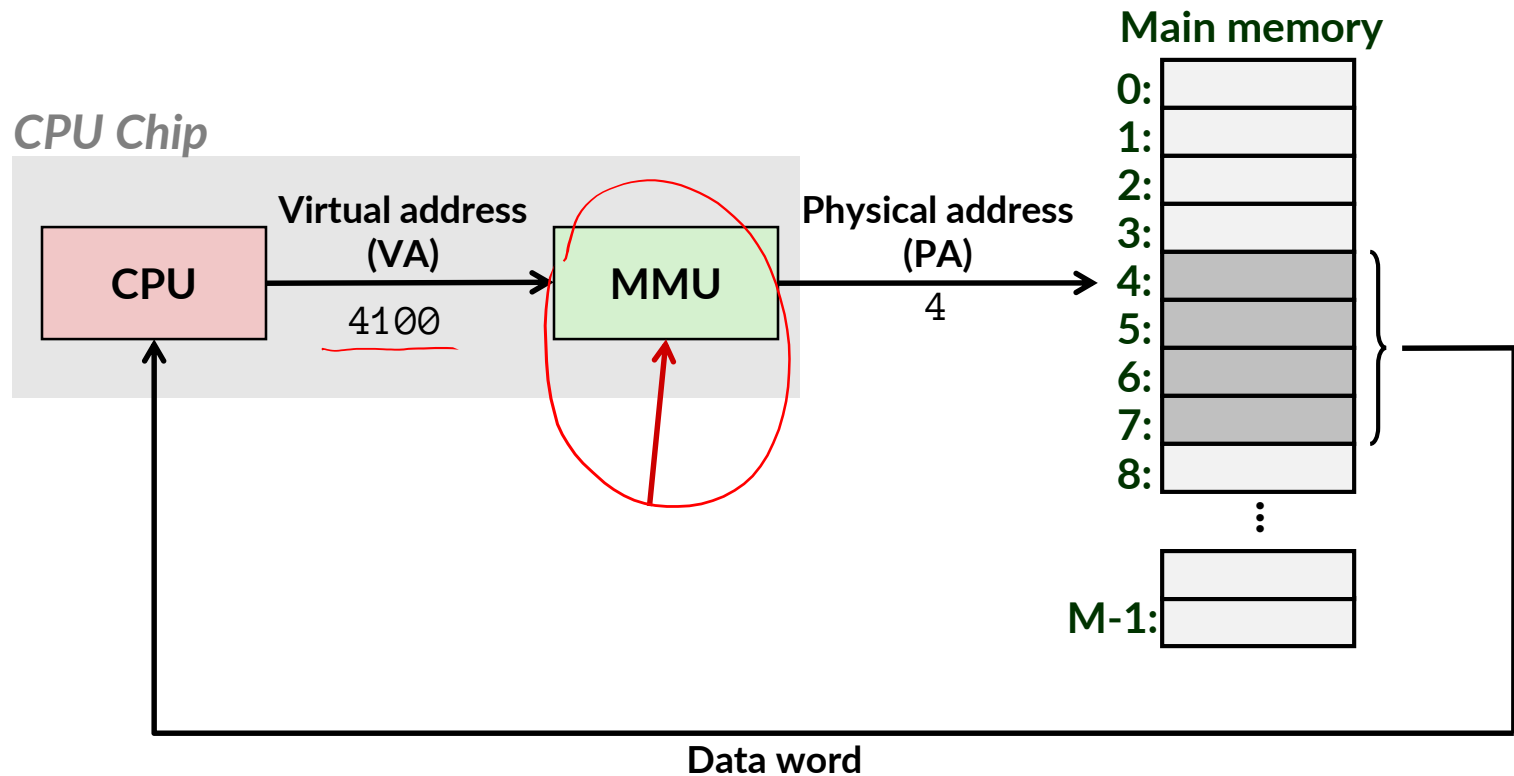 Main memory
0:
CPU Chip
1:
2:
Virtual address
(VA)
Physical address
(PA)
3:
CPU
MMU
4:
4100
4
5:
6:
7:
8:
M-1:
Data word